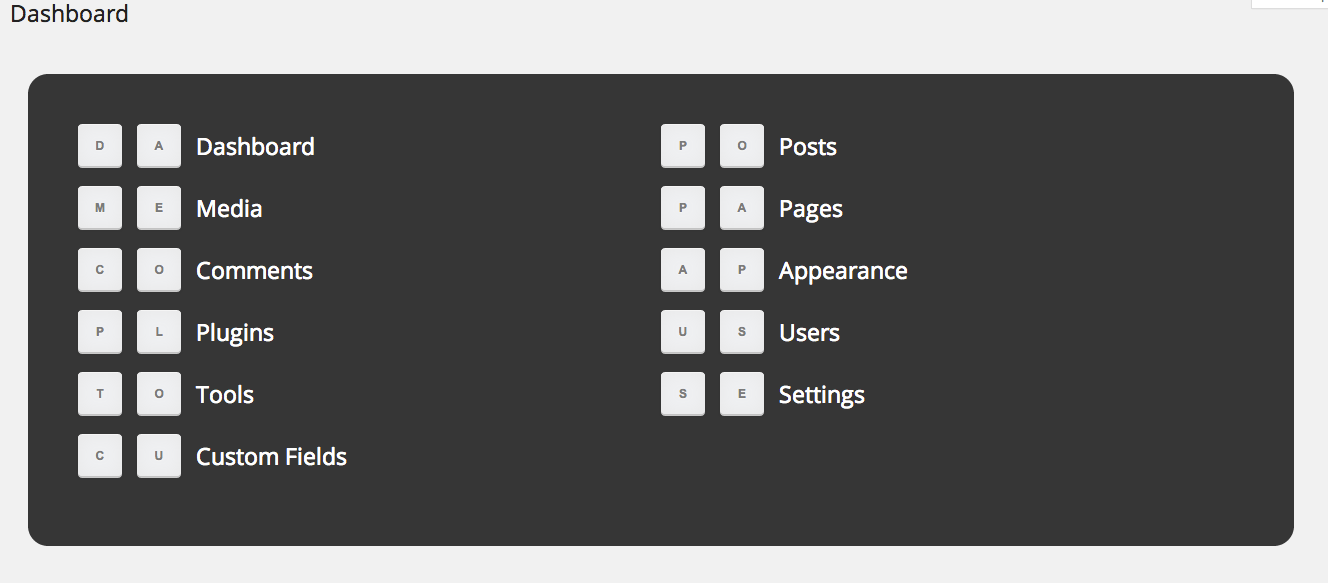 Dashboard
D A Dashboard
P O Posts
M E Media
P A Pages
C O Comments
A P Appearance
P L Plugins
U S Users
T O Tools
S E Settings
C U Custom Fields